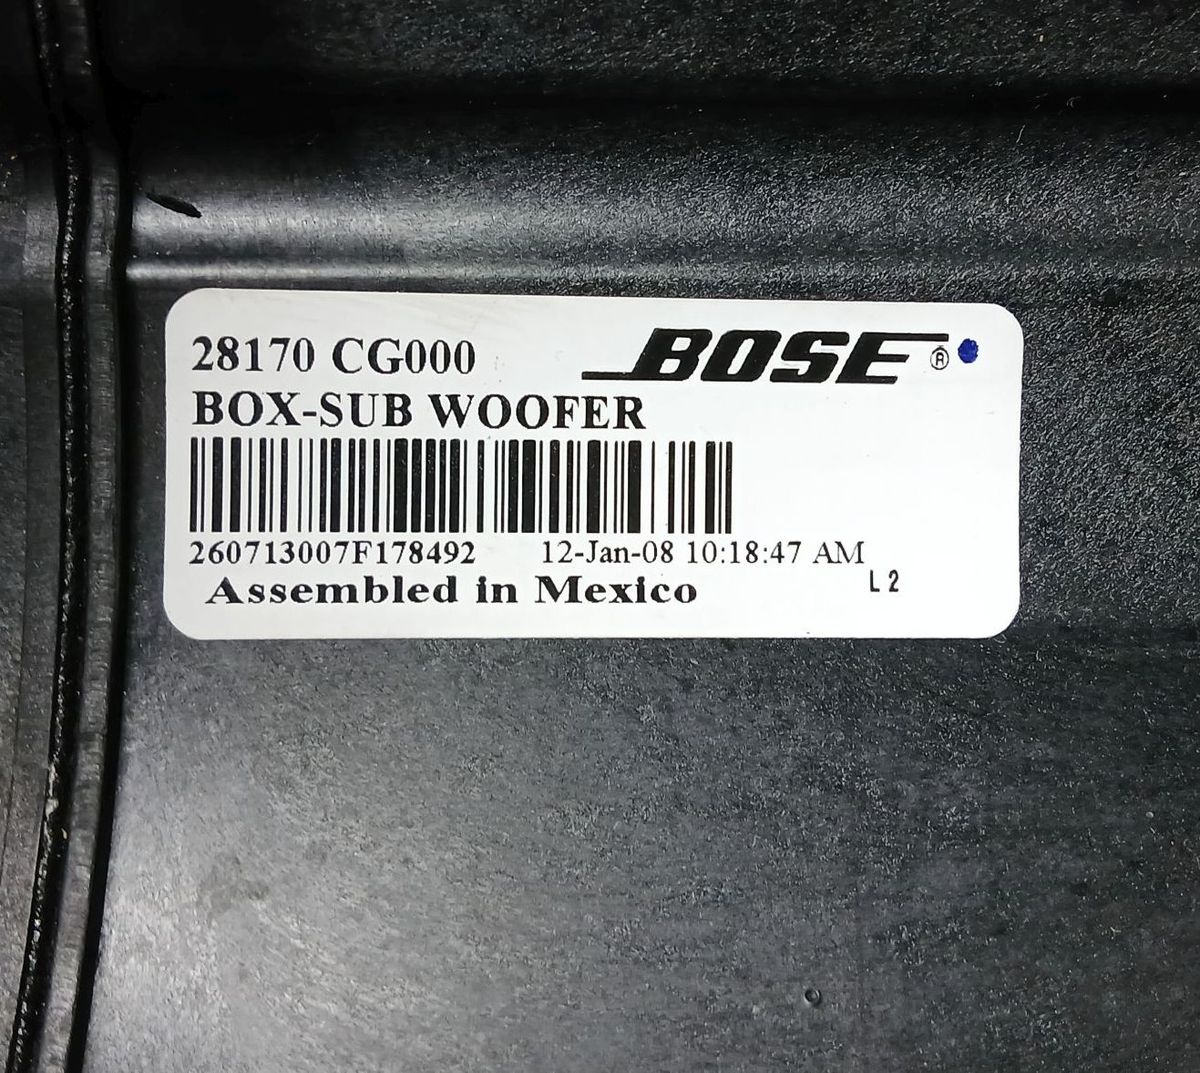 28170 CG000 BOSE®
BOX-SUB WOOFER
260713007F178492 12-Jan-08 10:18:47 AM
Assembled in Mexico L2